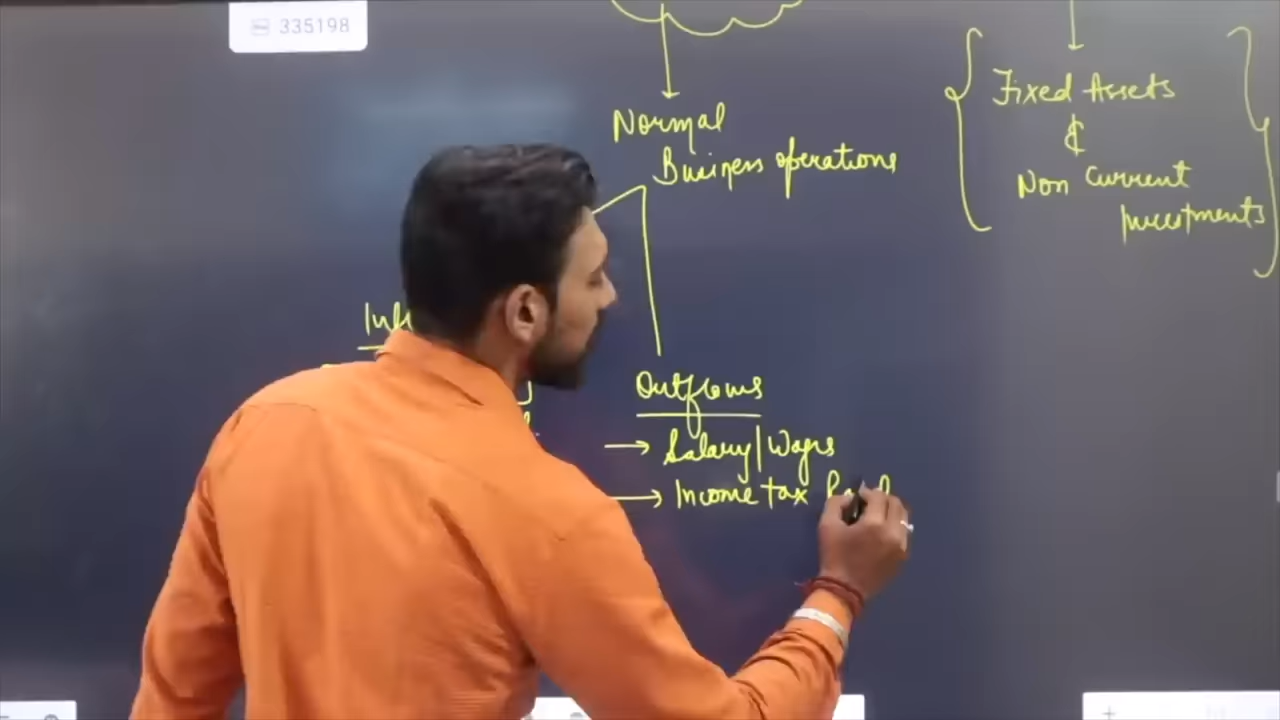 335198
Normal
Business operations
Fixed Assets
&
Non Current
Investments
Outflows
→ Salary/Wages
→ Income tax